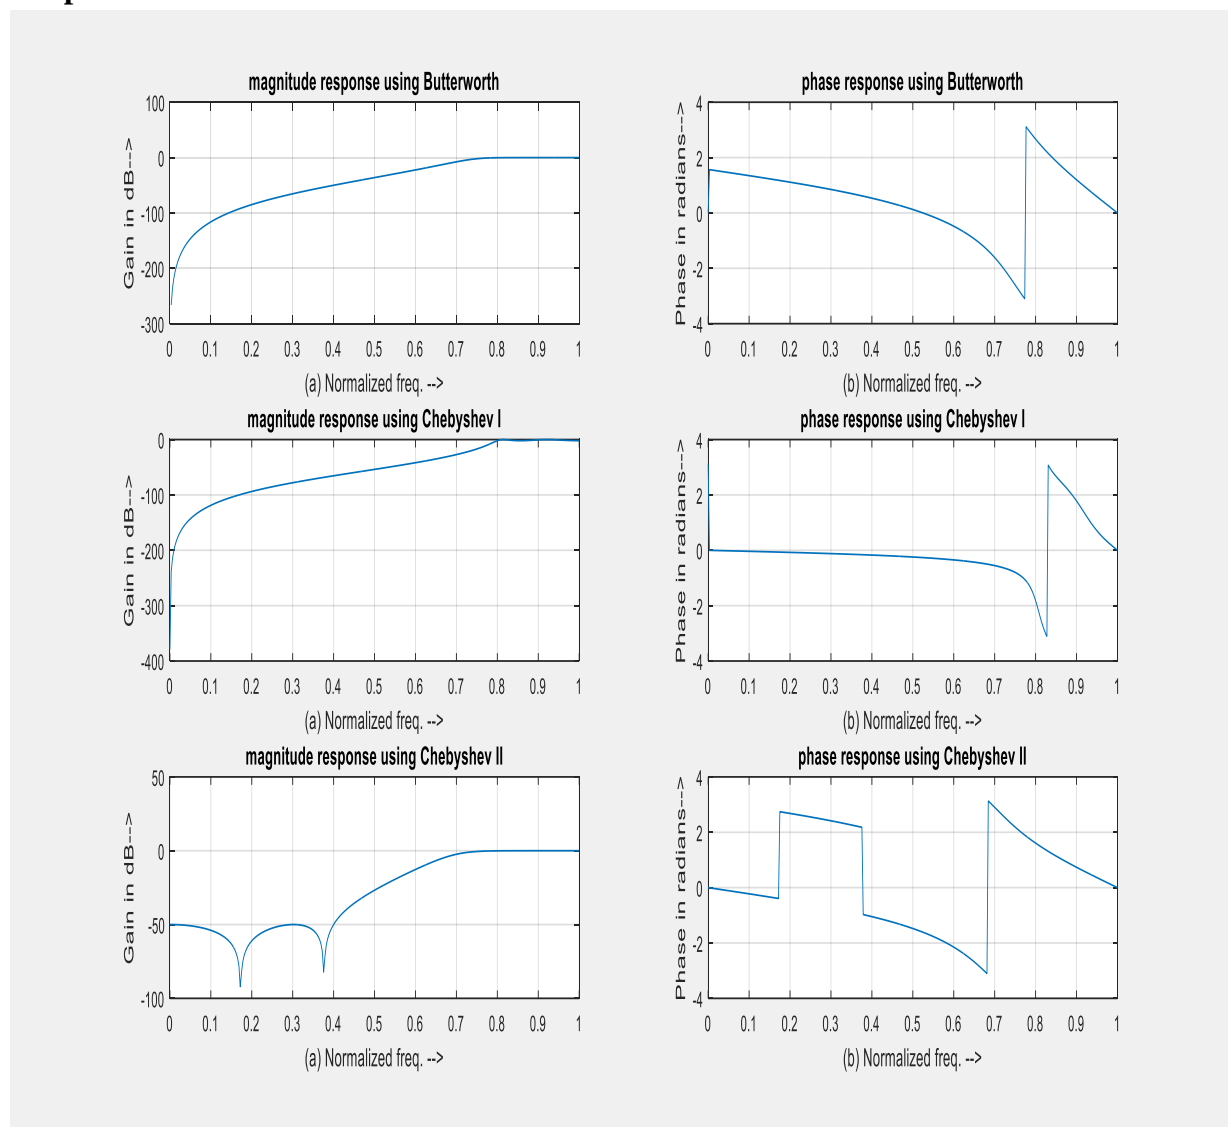 magnitude response using Butterworth
100
0
-100
-200
-300
Gain in dB-->
0 0.1 0.2 0.3 0.4 0.5 0.6 0.7 0.8 0.9 1
(a) Normalized freq. -->
phase response using Butterworth
4
2
0
-2
-4
Phase in radians-->
0 0.1 0.2 0.3 0.4 0.5 0.6 0.7 0.8 0.9 1
(b) Normalized freq. -->
magnitude response using Chebyshev I
0
-100
-200
-300
-400
Gain in dB-->
0 0.1 0.2 0.3 0.4 0.5 0.6 0.7 0.8 0.9 1
(a) Normalized freq. -->
phase response using Chebyshev I
4
2
0
-2
-4
Phase in radians-->
0 0.1 0.2 0.3 0.4 0.5 0.6 0.7 0.8 0.9 1
(b) Normalized freq. -->
magnitude response using Chebyshev II
50
0
-50
-100
Gain in dB-->
0 0.1 0.2 0.3 0.4 0.5 0.6 0.7 0.8 0.9 1
(a) Normalized freq. -->
phase response using Chebyshev II
4
2
0
-2
-4
Phase in radians-->
0 0.1 0.2 0.3 0.4 0.5 0.6 0.7 0.8 0.9 1
(b) Normalized freq. -->